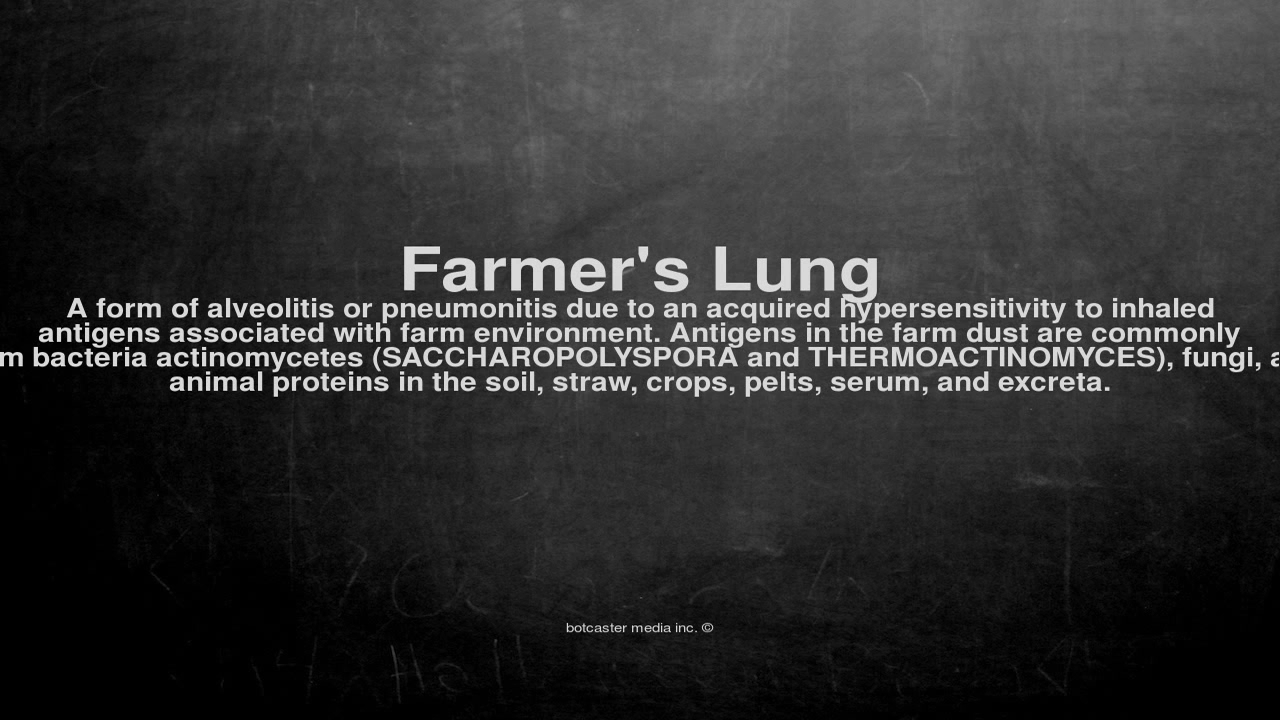 Farmer's Lung
A form of alveolitis or pneumonitis due to an acquired hypersensitivity to inhaled
antigens associated with farm environment. Antigens in the farm dust are commonly
bacteria actinomycetes (SACCHAROPOLYSPORA and THERMOACTINOMYCES), fungi,
animal proteins in the soil, straw, crops, pelts, serum, and excreta.
botcaster media inc. ©